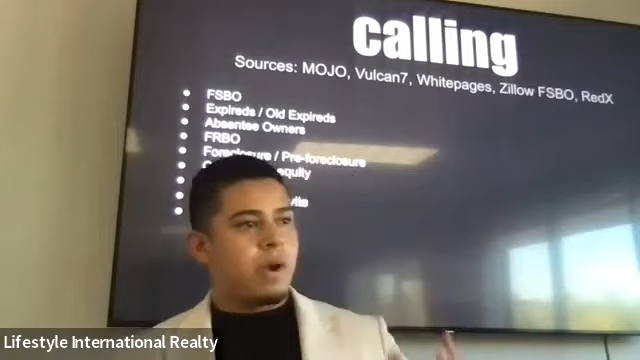 calling
Sources: MOJO, Vulcan7, Whitepages, Zillow FSBO, RedX
FSBO
Expireds / Old Expireds
Absentee Owners
FRBO
Foreclosure / Pre-foreclosure
Lifestyle International Realty